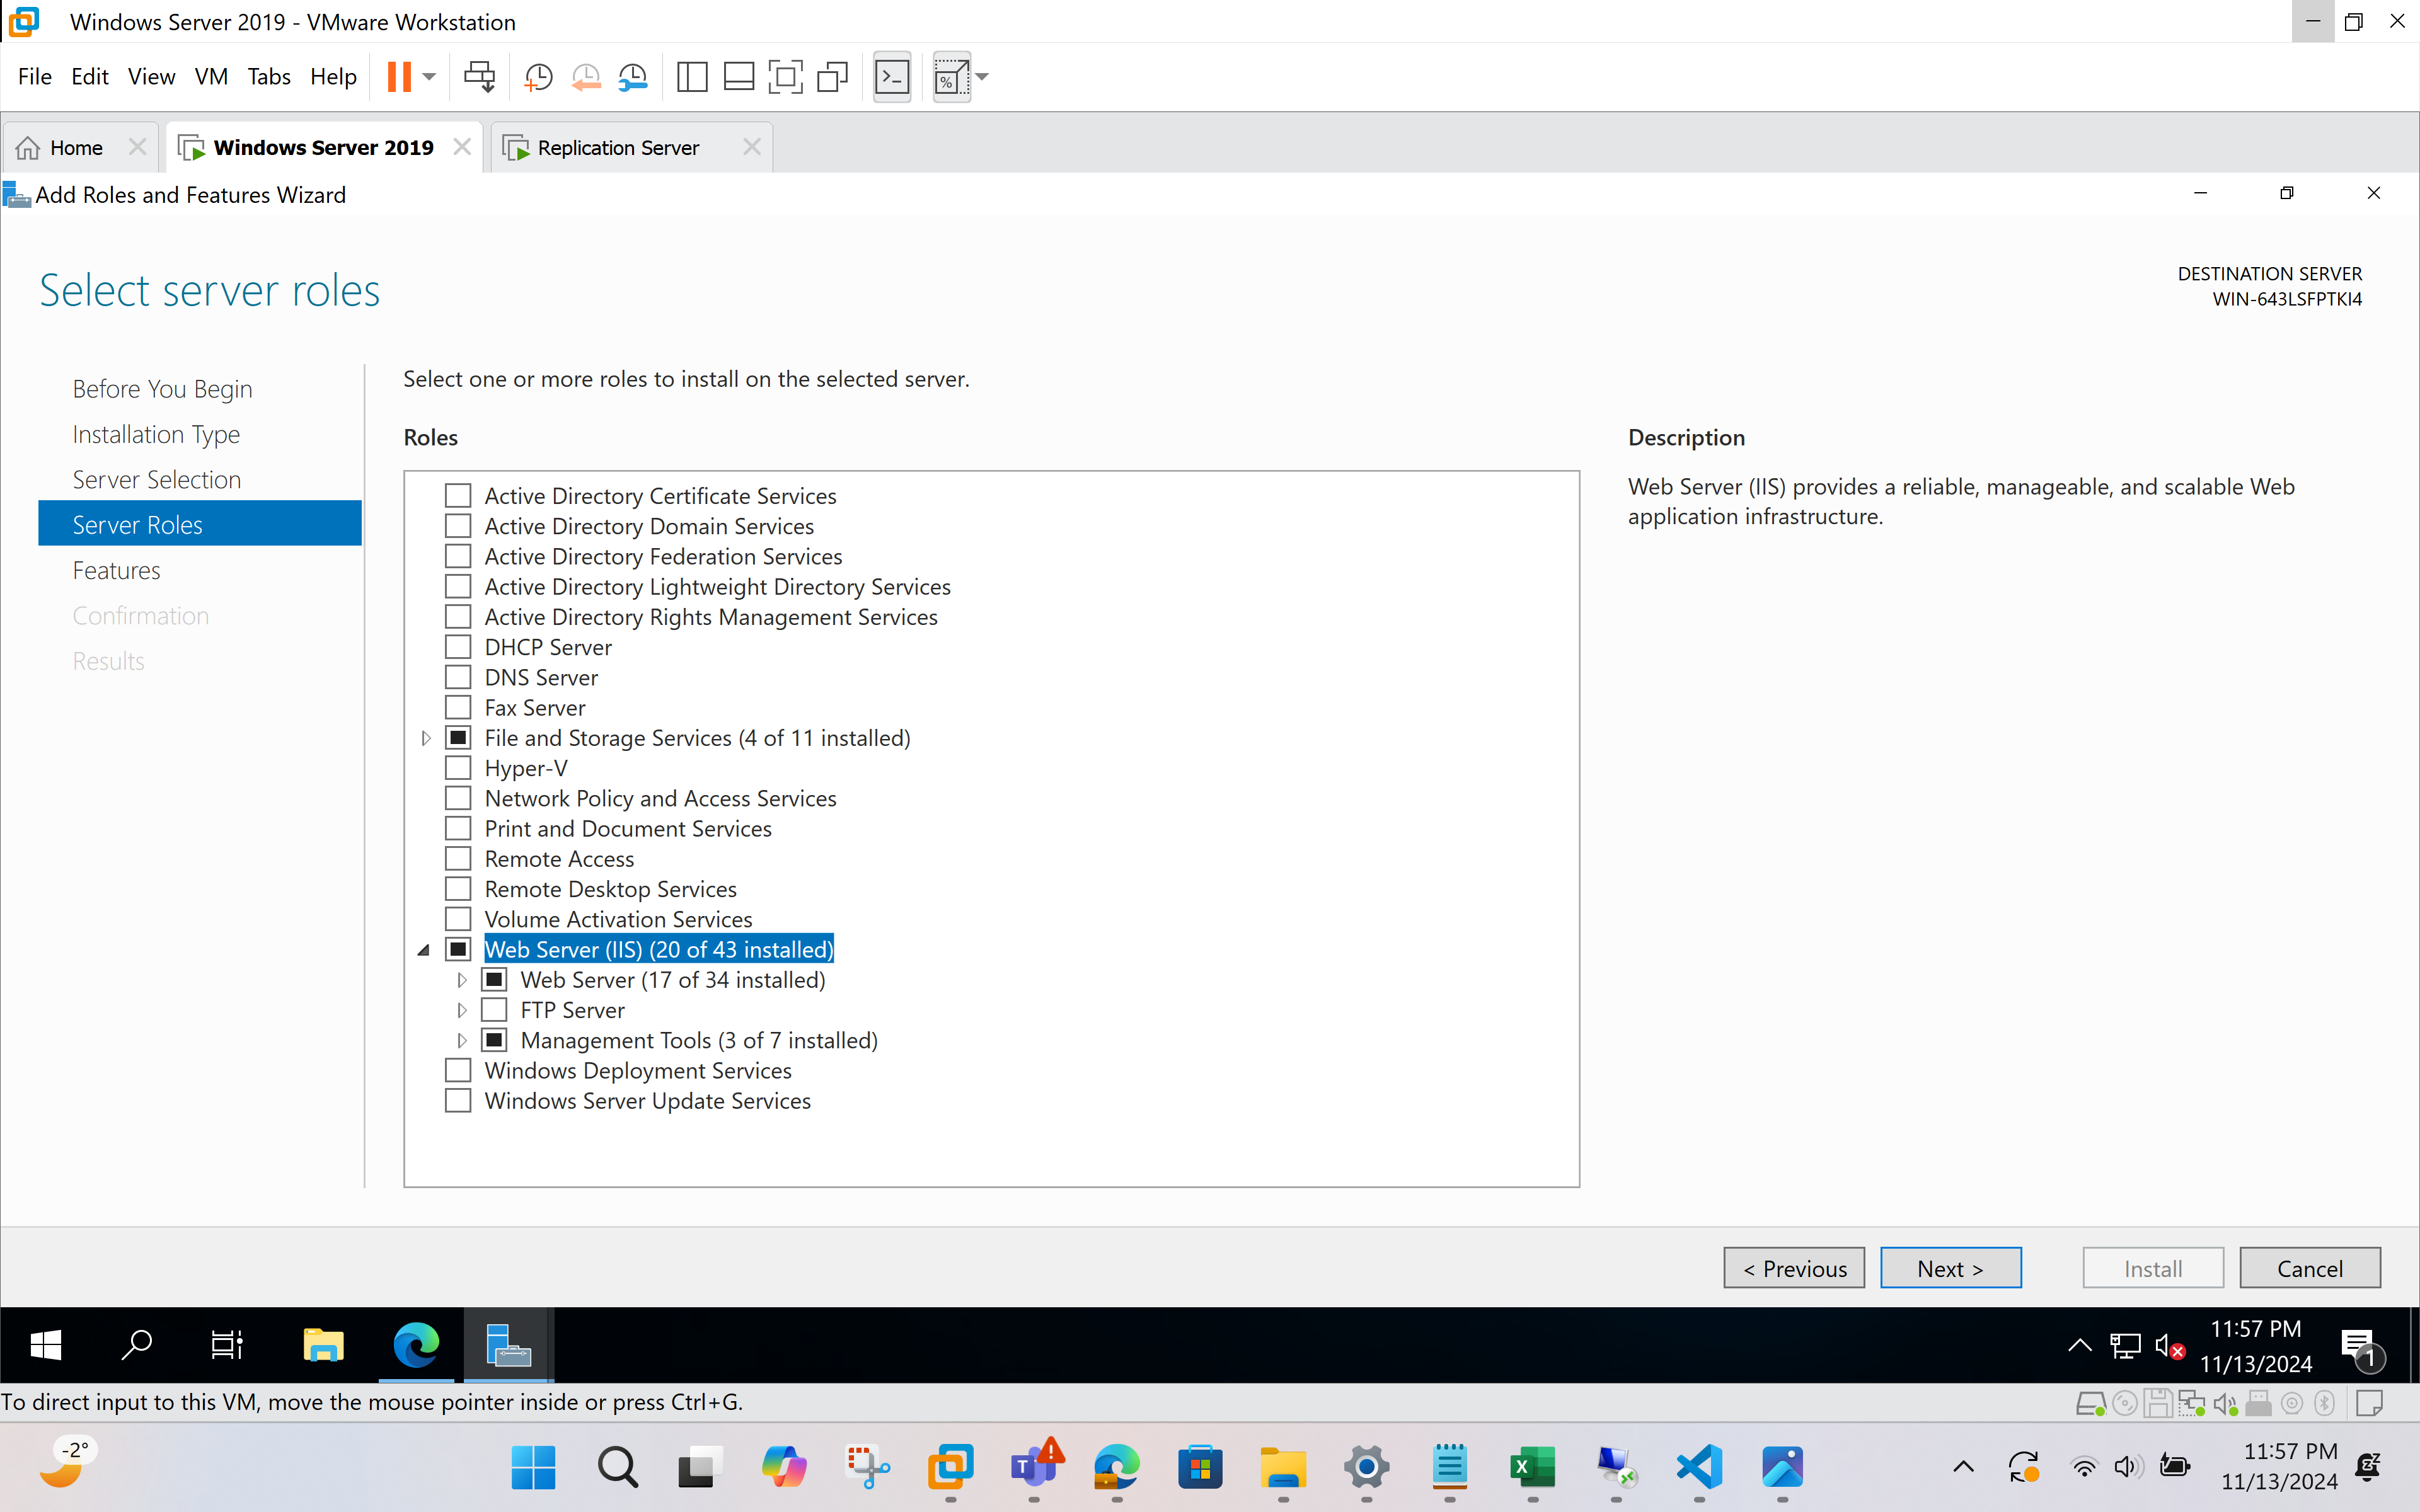 Windows Server 2019 - VMware Workstation
File Edit View VM Tabs Help
Home
Windows Server 2019
Replication Server
Add Roles and Features Wizard
Select server roles
DESTINATION SERVER
WIN-643LSFPTKI4
Before You Begin
Installation Type
Server Selection
Server Roles
Features
Confirmation
Results
Select one or more roles to install on the selected server.
Roles
Active Directory Certificate Services
Active Directory Domain Services
Active Directory Federation Services
Active Directory Lightweight Directory Services
Active Directory Rights Management Services
DHCP Server
DNS Server
Fax Server
File and Storage Services (4 of 11 installed)
Hyper-V
Network Policy and Access Services
Print and Document Services
Remote Access
Remote Desktop Services
Volume Activation Services
Web Server (IIS) (20 of 43 installed)
Web Server (17 of 34 installed)
FTP Server
Management Tools (3 of 7 installed)
Windows Deployment Services
Windows Server Update Services
Description
Web Server (IIS) provides a reliable, manageable, and scalable Web
application infrastructure.
< Previous
Next >
Install
Cancel
11:57 PM
11/13/2024
1
To direct input to this VM, move the mouse pointer inside or press Ctrl+G.
-2°
11:57 PM
11/13/2024